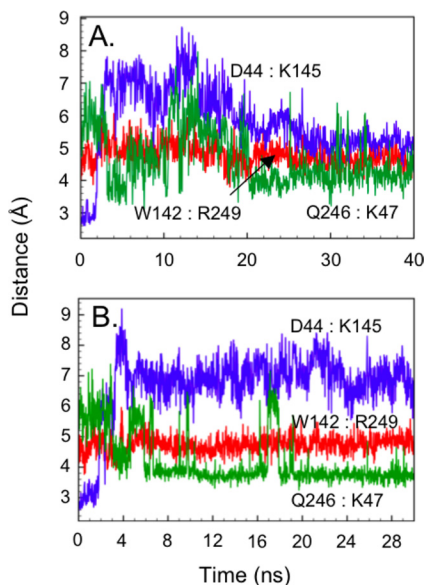 A.
9
8
7
6
5
4
3
D44 : K145
W142 : R249
Q246 : K47
0 10 20 30 40
Distance (Å)
B.
9
8
7
6
5
4
3
D44 : K145
W142 : R249
Q246 : K47
0 4 8 12 16 20 24 28
Time (ns)